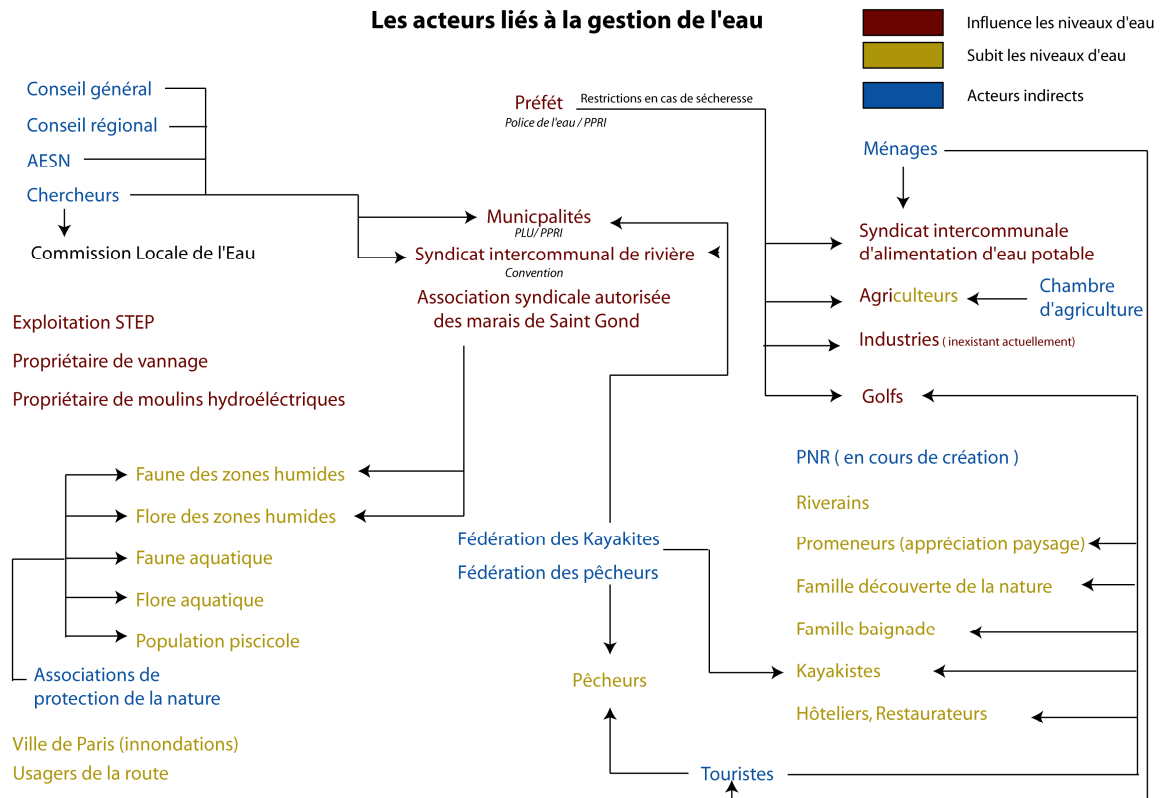 Les acteurs liés à la gestion de l'eau
Influence les niveaux d'eau
Subit les niveaux d'eau
Acteurs indirects
Conseil général
Conseil régional
AESN
Chercheurs
Commission Locale de l'Eau
Préfét
Police de l'eau / PPRI
Restrictions en cas de sécheresse
Ménages
Municpalités
PLU/ PPRI
Syndicat intercommunal de rivière
Convention
Association syndicale autorisée
des marais de Saint Gond
Syndicat intercommunale
d'alimentation d'eau potable
Agriculteurs
Chambre
d'agriculture
Industries ( inexistant actuellement)
Golfs
Exploitation STEP
Propriétaire de vannage
Propriétaire de moulins hydroéléctriques
Faune des zones humides
Flore des zones humides
Faune aquatique
Flore aquatique
Population piscicole
Associations de
protection de la nature
Ville de Paris (innondations)
Usagers de la route
Fédération des Kayakites
Fédération des pêcheurs
Pêcheurs
Touristes
PNR ( en cours de création )
Riverains
Promeneurs (appréciation paysage)
Famille découverte de la nature
Famille baignade
Kayakistes
Hôteliers, Restaurateurs